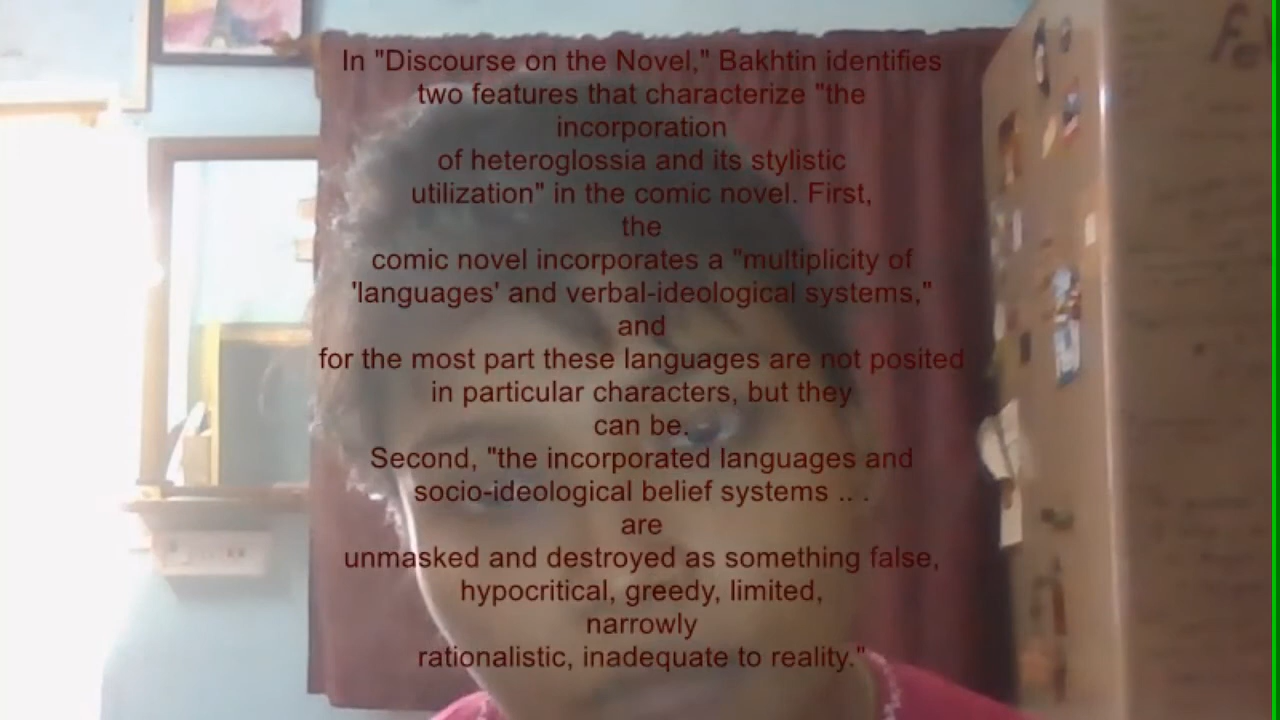 In "Discourse on the Novel," Bakhtin identifies
two features that characterize "the
incorporation
of heteroglossia and its stylistic
utilization" in the comic novel. First,
the
comic novel incorporates a "multiplicity of
'languages' and verbal-ideological systems,"
and
for the most part these languages are not posited
in particular characters, but they
can be.
Second, "the incorporated languages and
socio-ideological belief systems .. .
are
unmasked and destroyed as something false,
hypocritical, greedy, limited,
narrowly
rationalistic, inadequate to reality."